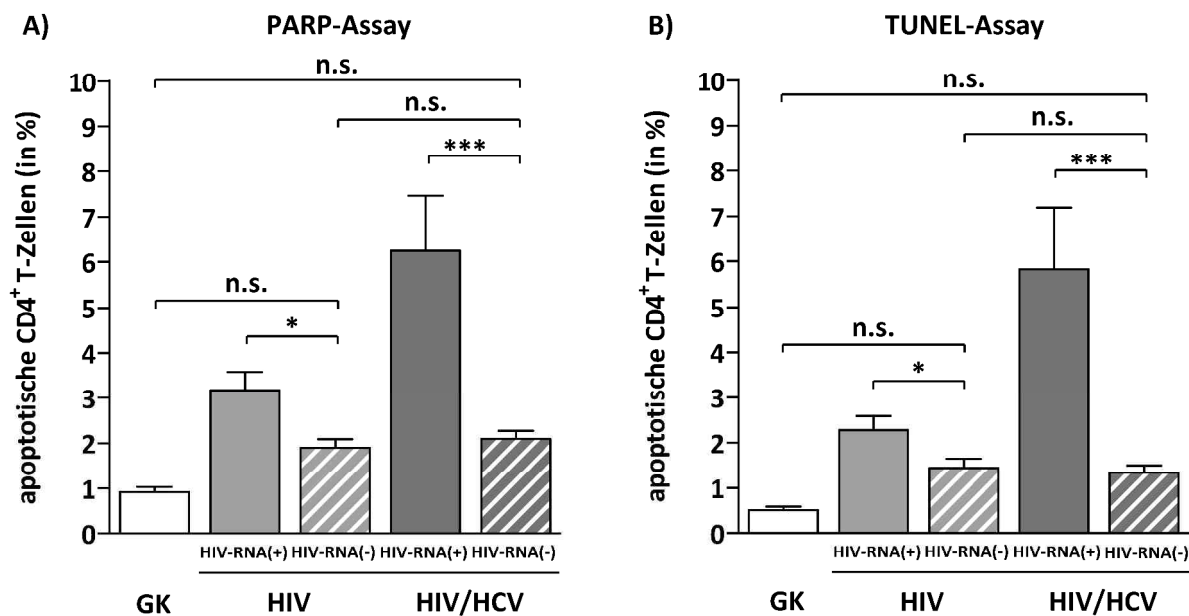 A)
PARP-Assay
apoptotische CD4⁺ T-Zellen (in %)
10
9
8
7
6
5
4
3
2
1
0
n.s.
n.s.
***
n.s.
*
HIV-RNA(+) HIV-RNA(-) HIV-RNA(+) HIV-RNA(-)
GK HIV HIV/HCV
B)
TUNEL-Assay
apoptotische CD4⁺ T-Zellen (in %)
10
9
8
7
6
5
4
3
2
1
0
n.s.
n.s.
***
n.s.
*
HIV-RNA(+) HIV-RNA(-) HIV-RNA(+) HIV-RNA(-)
GK HIV HIV/HCV